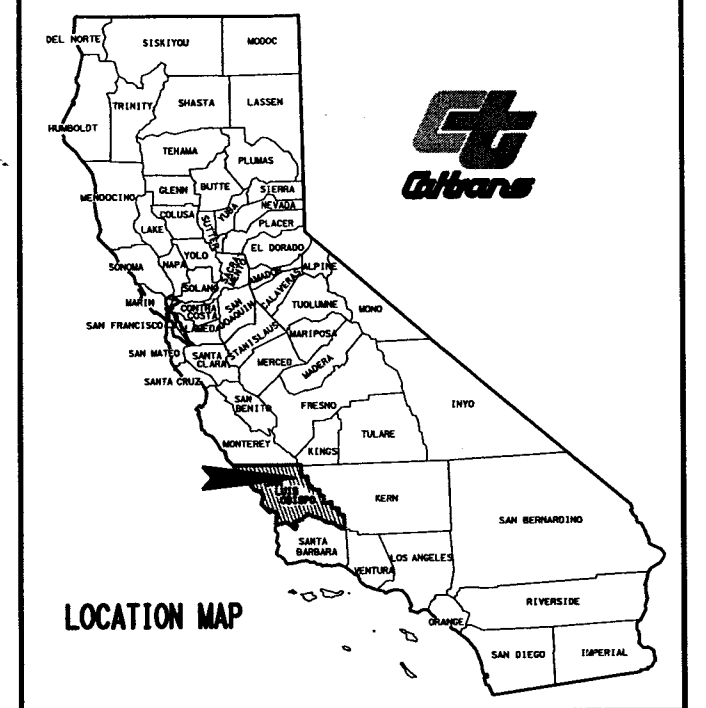 DEL NORTE
SISKIYOU
MODOC
HUMBOLDT
TRINITY
SHASTA
LASSEN
TEHAMA
PLUMAS
MENDOCINO
GLENN
BUTTE
SIERRA
NEVADA
YUBA
COLUSA
SUTTER
PLACER
LAKE
EL DORADO
YOLO
SONOMA
NAPA
SACRA
MENTO
AMADOR
ALPINE
SOLANO
CALAVERAS
MARIN
CONTRA
COSTA
SAN
JOAQUIN
TUOLUMNE
MONO
SAN FRANCISCO
ALAMEDA
STANISLAUS
MARIPOSA
SAN MATEO
SANTA
CLARA
MERCED
MADERA
SANTA CRUZ
SAN
BENITO
FRESNO
INYO
MONTEREY
KINGS
TULARE
LUIS
OBISPO
KERN
SAN BERNARDINO
SANTA
BARBARA
VENTURA
LOS ANGELES
ORANGE
RIVERSIDE
SAN DIEGO
IMPERIAL
Caltrans
LOCATION MAP